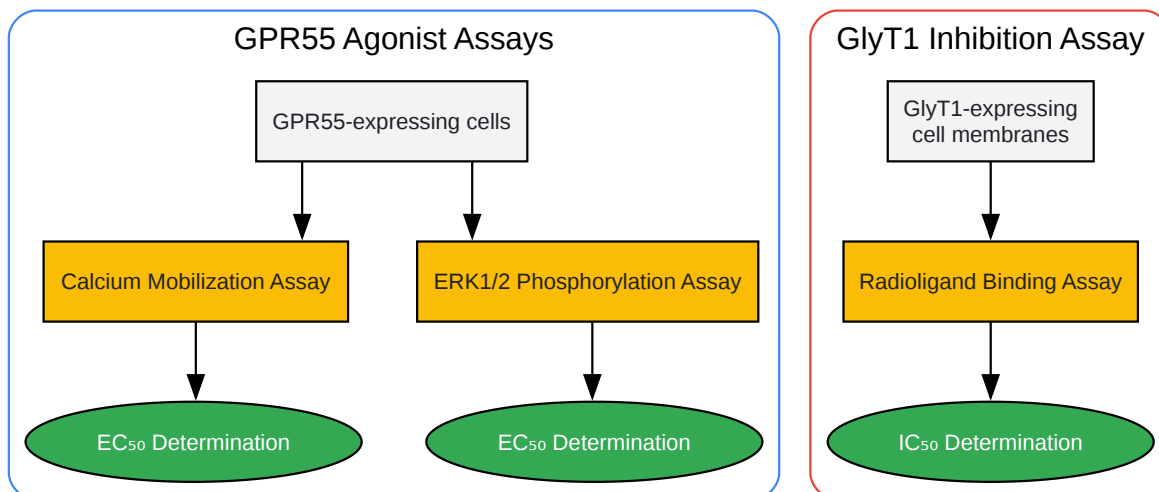 GPR55 Agonist Assays
GPR55-expressing cells
Calcium Mobilization Assay
ERK1/2 Phosphorylation Assay
EC₅₀ Determination
EC₅₀ Determination
GlyT1 Inhibition Assay
GlyT1-expressing
cell membranes
Radioligand Binding Assay
IC₅₀ Determination